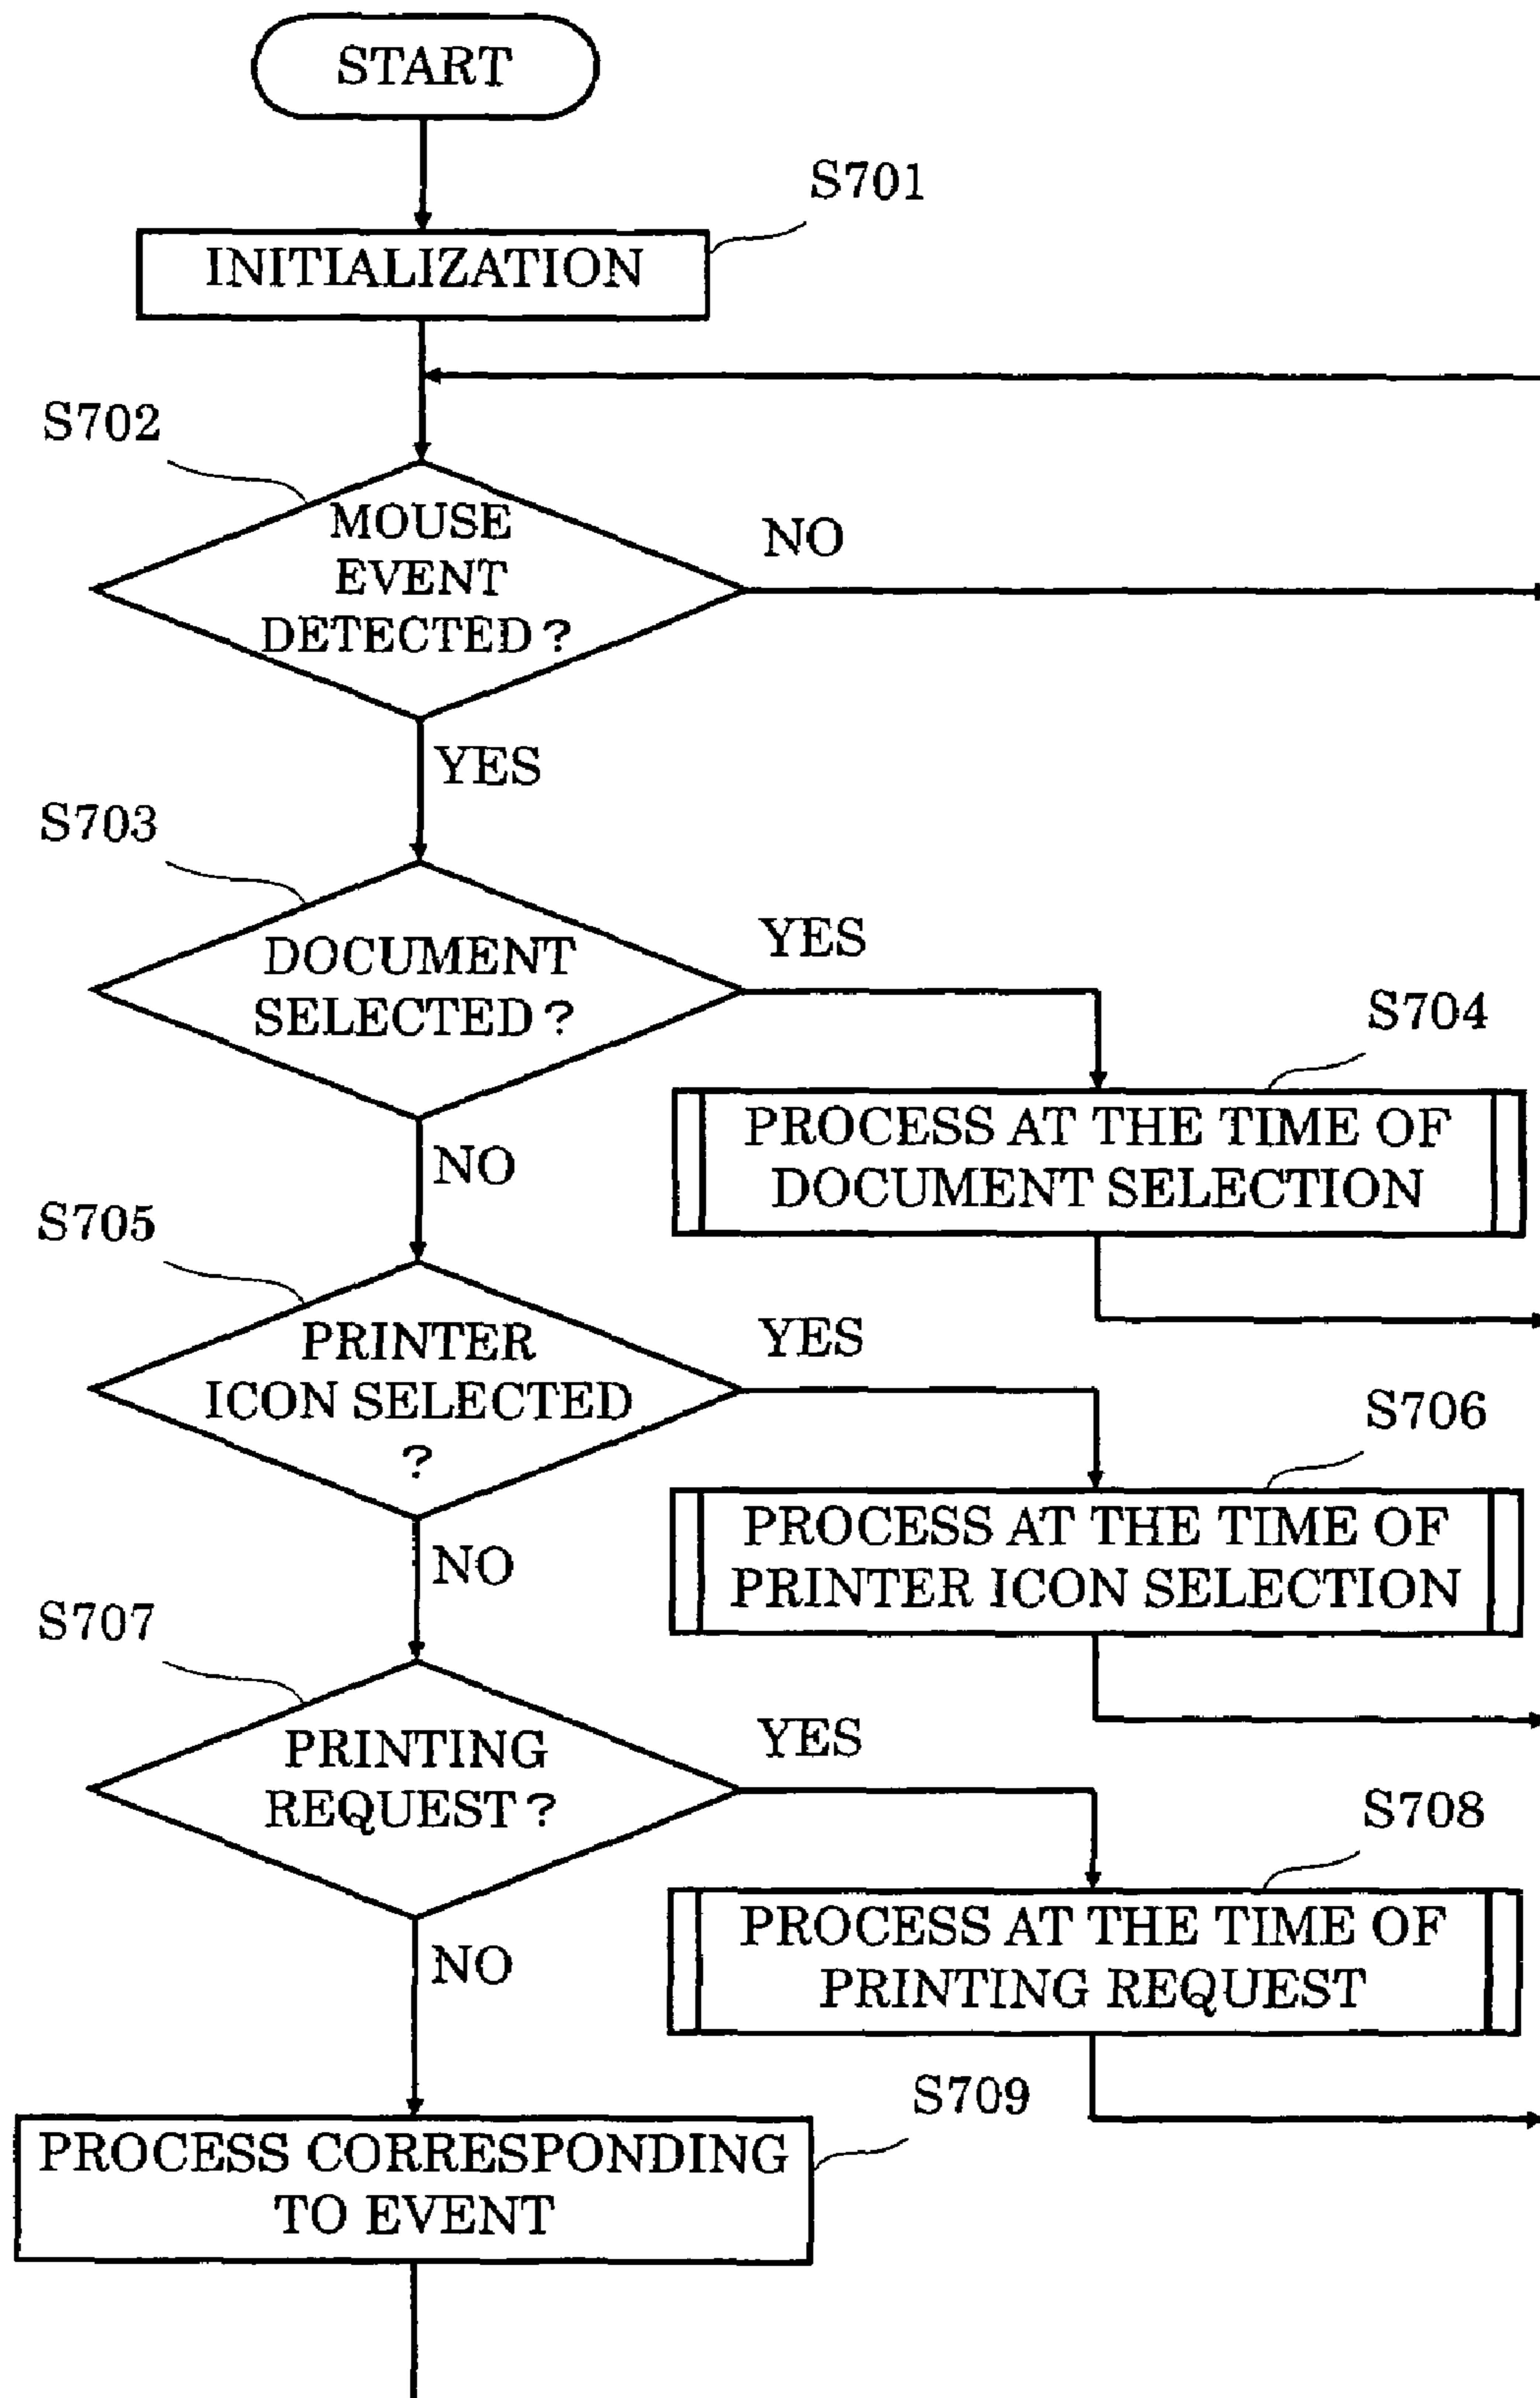 START
S701
INITIALIZATION
S702
MOUSE
EVENT
DETECTED?
NO
YES
S703
DOCUMENT
SELECTED?
YES
S704
PROCESS AT THE TIME OF
DOCUMENT SELECTION
NO
S705
PRINTER
ICON SELECTED
?
YES
S706
PROCESS AT THE TIME OF
PRINTER ICON SELECTION
NO
S707
PRINTING
REQUEST?
YES
S708
PROCESS AT THE TIME OF
PRINTING REQUEST
NO
S709
PROCESS CORRESPONDING
TO EVENT